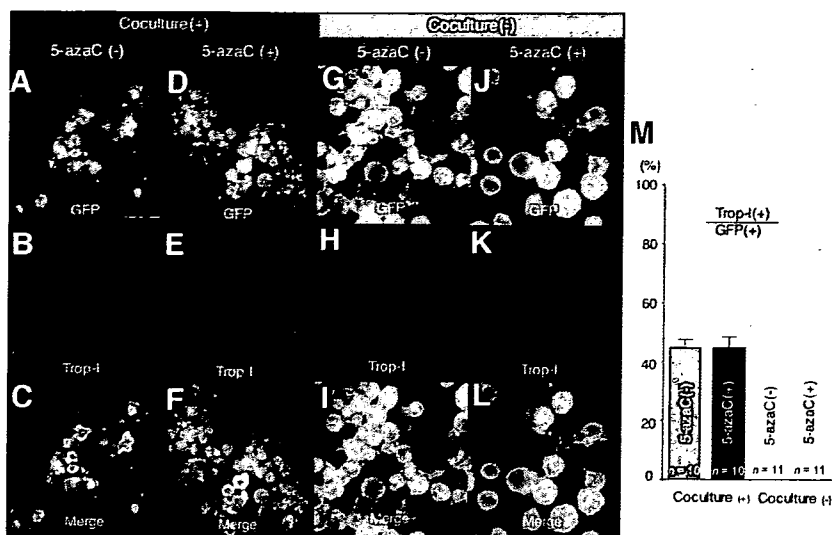 Coculture (+)
Coculture (-)
5-azaC (-)
5-azaC (+)
5-azaC (-)
5-azaC (+)
A
D
G
J
GFP
GFP
GFP
GFP
B
E
H
K
Trop-I
Trop-I
Trop-I
Trop-I
C
F
I
L
Merge
Merge
Merge
Merge
M
(%)
100
80
60
40
20
0
Trop-I(+)
GFP(+)
5-azaC(-)
5-azaC(+)
5-azaC(-)
5-azaC(+)
n = 10
n = 10
n = 11
n = 11
Coculture (+)
Coculture (-)